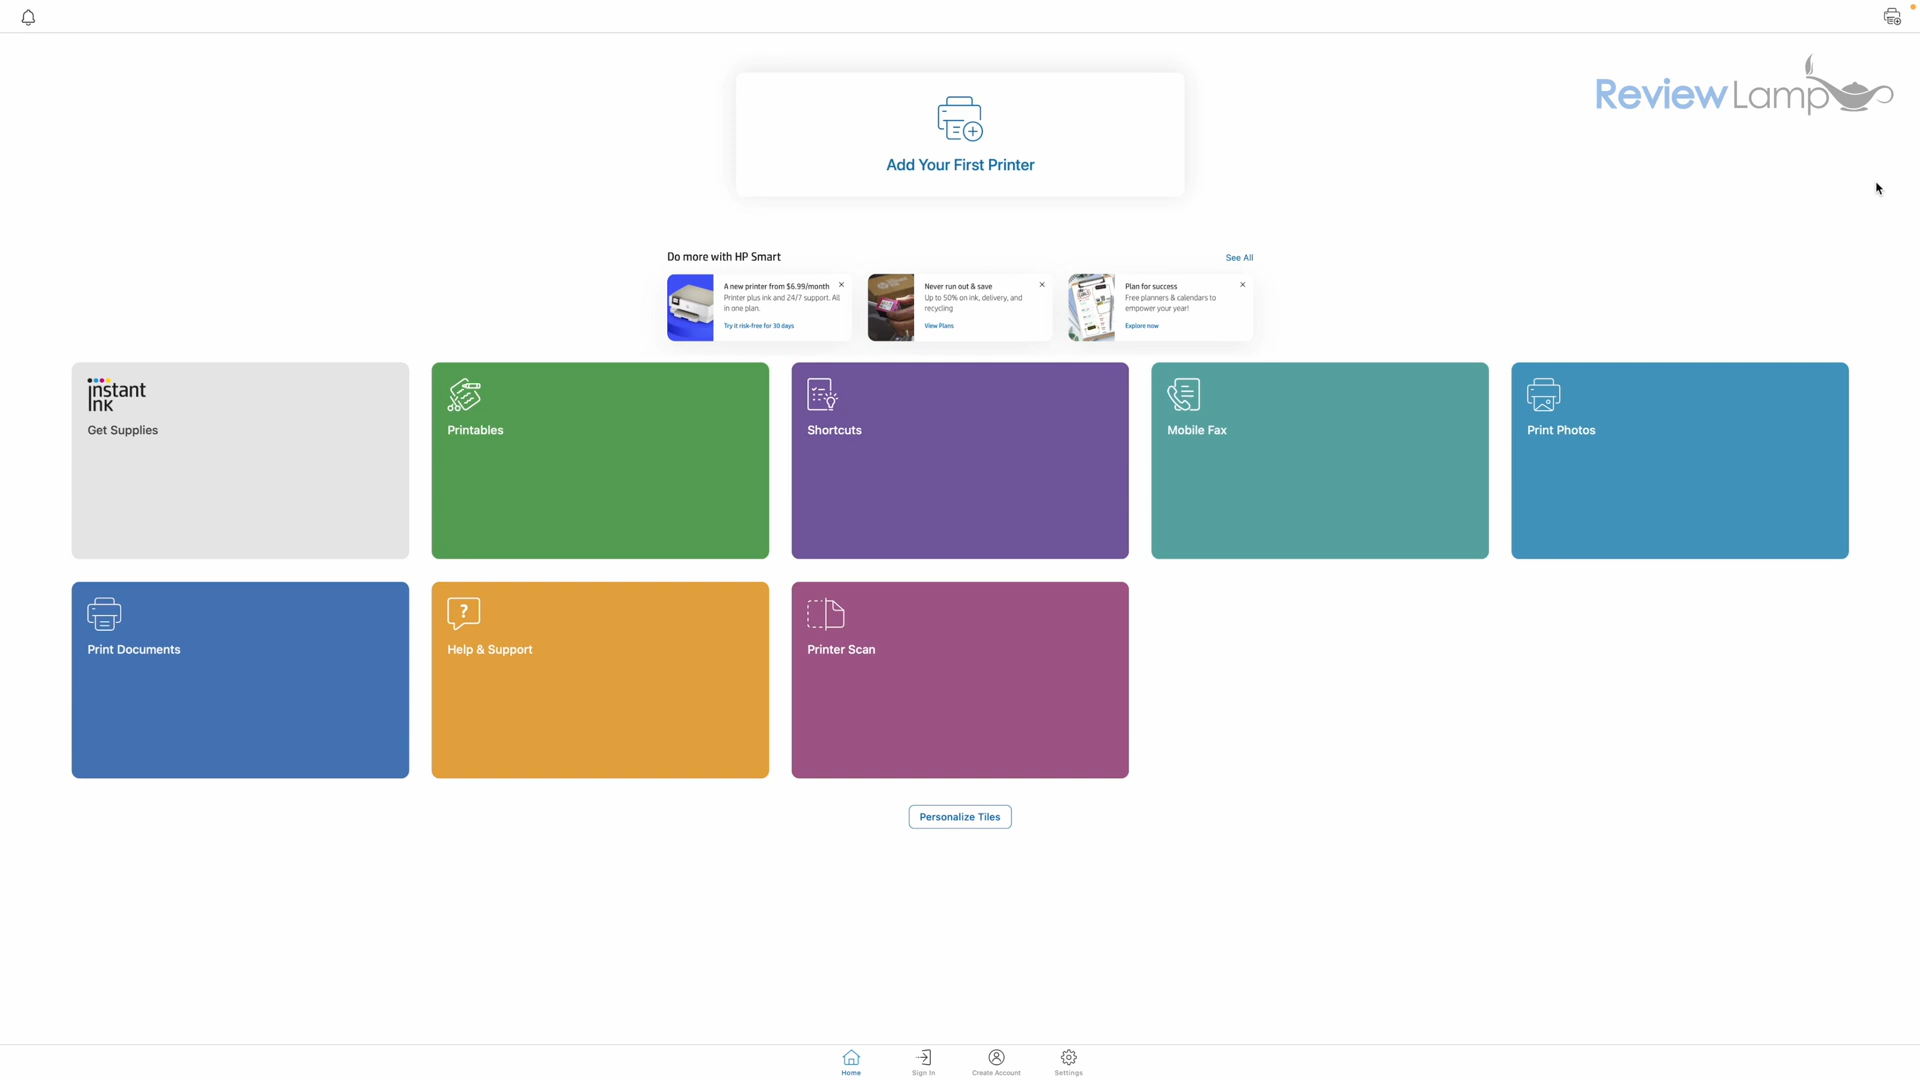 ReviewLamp
Add Your First Printer
Do more with HP Smart
See All
A new printer from $6.99/month
Printer plus ink and 24/7 support. All
in one plan.
Try it risk-free for 30 days
Never run out & save
Up to 50% on ink, delivery, and
recycling
View Plans
Plan for success
Free planners & calendars to
empower your year!
Explore now
instant
ink
Get Supplies
Printables
Shortcuts
Mobile Fax
Print Photos
Print Documents
?
Help & Support
Printer Scan
Personalize Tiles
Home
Sign In
Create Account
Settings